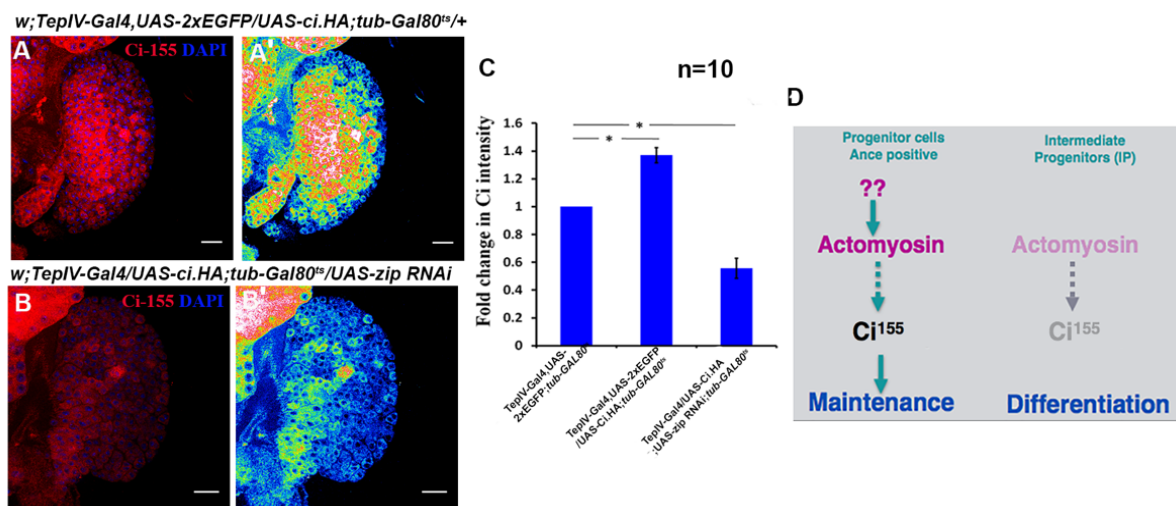 w;TepIV-Gal4,UAS-2xEGFP/UAS-ci.HA;tub-Gal80ts/+
A
Ci-155 DAPI
A'
w;TepIV-Gal4/UAS-ci.HA;tub-Gal80ts/UAS-zip RNAi
B
Ci-155 DAPI
B'
C
n=10
Fold change in Ci intensity
1.6
1.4
1.2
1
0.8
0.6
0.4
0.2
0
*
*
TepIV-Gal4,UAS-
2xEGFP;tub-GAL80ts
TepIV-Gal4,UAS-2xEGFP
/UAS-Ci.HA;tub-GAL80ts
TepIV-Gal4/UAS-Ci.HA
;UAS-zip RNAi;tub-GAL80ts
D
Progenitor cells
Ance positive
??
Actomyosin
Ci155
Maintenance
Intermediate
Progenitors (IP)
Actomyosin
Ci155
Differentiation